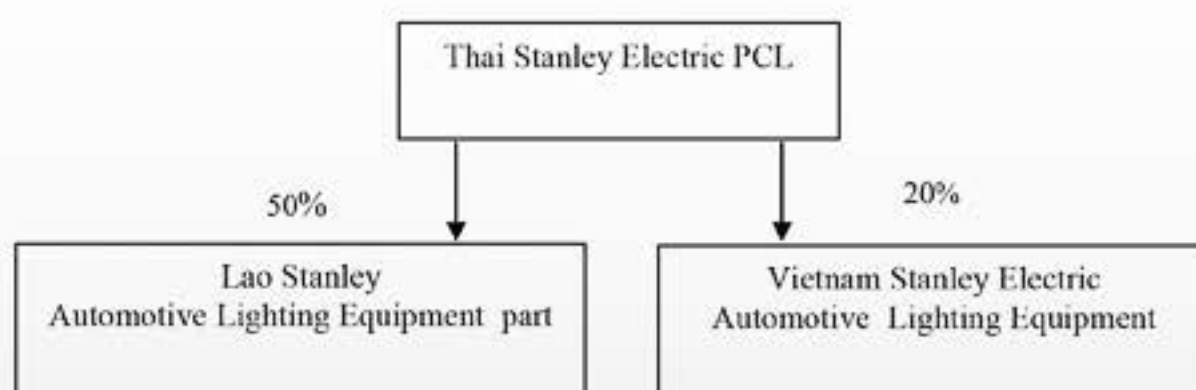 Thai Stanley Electric PCL
50%
20%
Lao Stanley
Automotive Lighting Equipment part
Vietnam Stanley Electric
Automotive Lighting Equipment